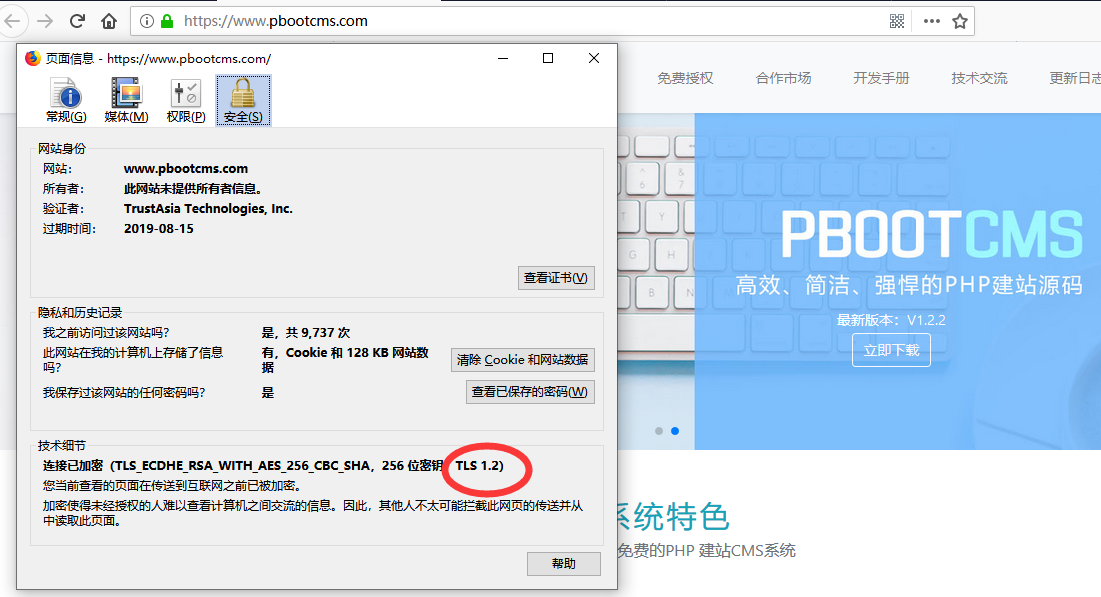 https://www.pbootcms.com
页面信息 - https://www.pbootcms.com/
常规(G) 媒体(M) 权限(P) 安全(S)
网站身份
网站： www.pbootcms.com
所有者： 此网站未提供所有者信息。
验证者： TrustAsia Technologies, Inc.
过期时间： 2019-08-15
查看证书(V)
隐私和历史记录
我之前访问过该网站吗? 是，共 9,737 次
此网站在我的计算机上存储了信息
吗? 有，Cookie 和 128 KB 网站数
据
清除 Cookie 和网站数据
我保存过该网站的任何密码吗? 是
查看已保存的密码(W)
技术细节
连接已加密（TLS_ECDHE_RSA_WITH_AES_256_CBC_SHA，256 位密钥 TLS 1.2)
您当前查看的页面在传送到互联网之前已被加密。
加密使得未经授权的人难以查看计算机之间交流的信息。因此，其他人不太可能拦截此网页的传送并从
中读取此页面。
帮助
免费授权 合作市场 开发手册 技术交流 更新日志
PBOOTCMS
高效、简洁、强悍的PHP建站源码
最新版本：V1.2.2
立即下载
系统特色
免费的PHP 建站CMS系统